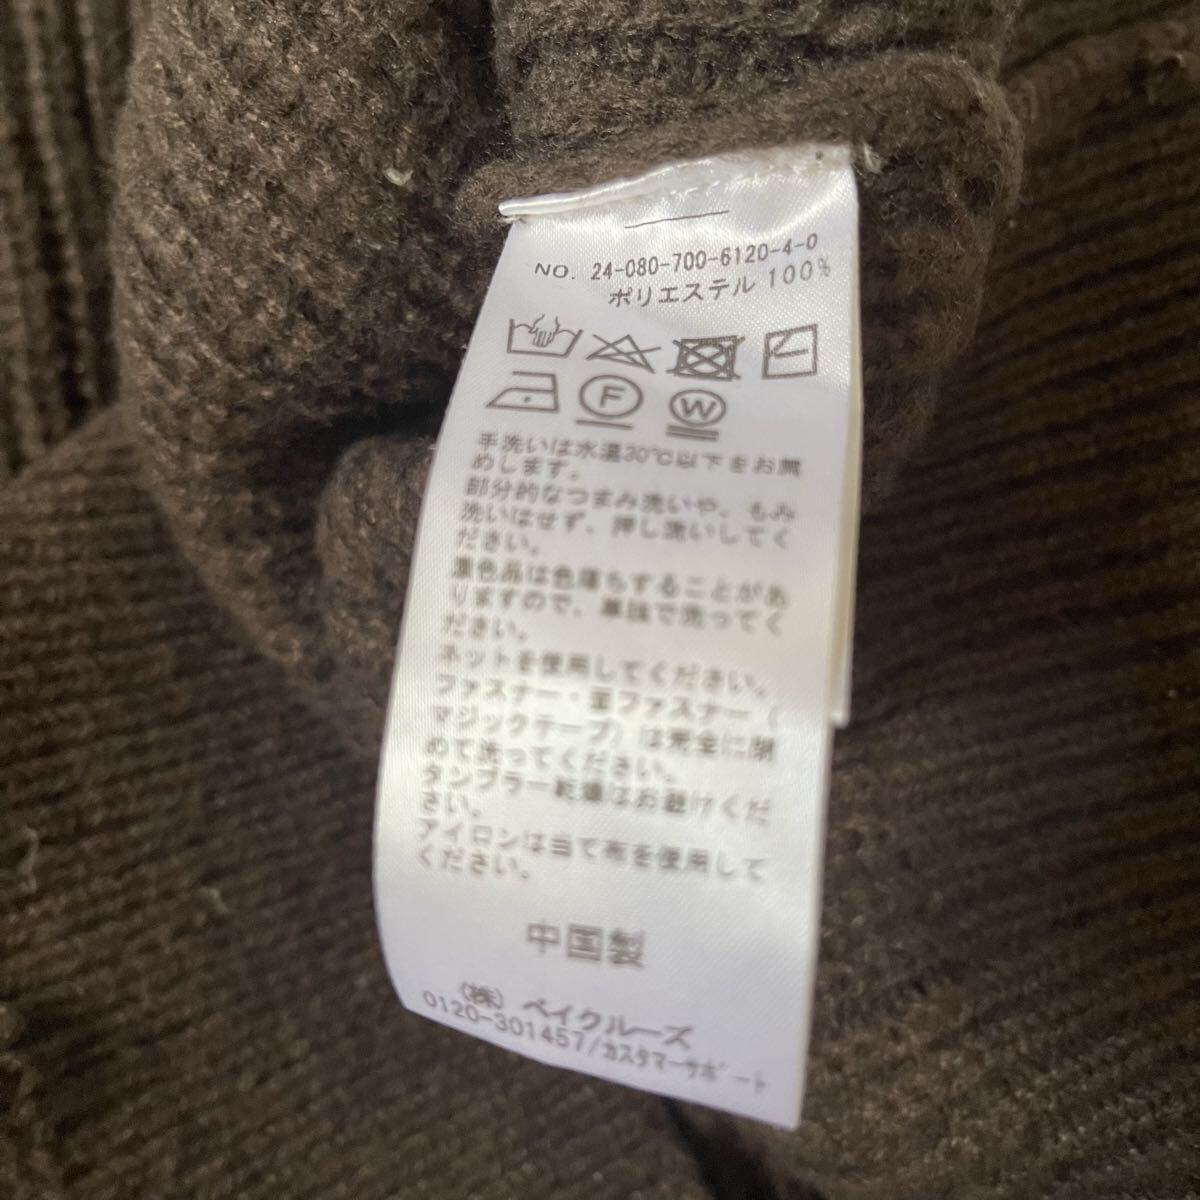 NO. 24-080-700-6120-4-0
ポリエステル 100%
F
W
手洗いは水温30℃以下をお薦
めします。
部分的なつまみ洗いや、もみ
洗いはせず、押し洗いしてく
ださい。
濃色品は色落ちすることがあ
りますので、単独で洗ってく
ださい。
ネットを使用してください。
ファスナー・面ファスナー（
マジックテープ）は完全に閉
めて洗ってください。
タンブラー乾燥はお避けくだ
さい。
アイロンは当て布を使用して
ください。
中国製
(株) ベイクルーズ
0120-301457/カスタマーサポート